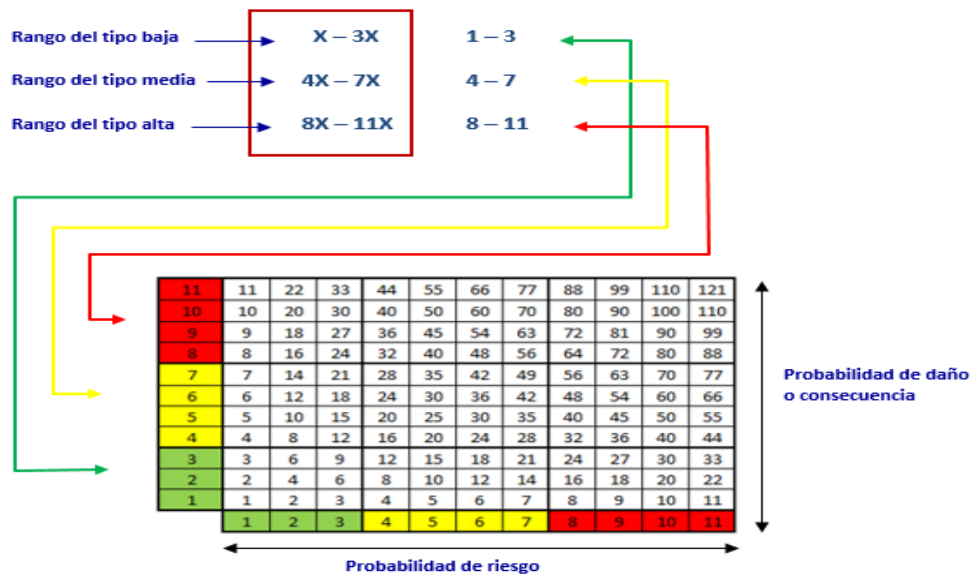 Rango del tipo baja X – 3X 1 – 3
Rango del tipo media 4X – 7X 4 – 7
Rango del tipo alta 8X – 11X 8 – 11
11 11 22 33 44 55 66 77 88 99 110 121
10 10 20 30 40 50 60 70 80 90 100 110
9 9 18 27 36 45 54 63 72 81 90 99
8 8 16 24 32 40 48 56 64 72 80 88
7 7 14 21 28 35 42 49 56 63 70 77
6 6 12 18 24 30 36 42 48 54 60 66
5 5 10 15 20 25 30 35 40 45 50 55
4 4 8 12 16 20 24 28 32 36 40 44
3 3 6 9 12 15 18 21 24 27 30 33
2 2 4 6 8 10 12 14 16 18 20 22
1 1 2 3 4 5 6 7 8 9 10 11
1 2 3 4 5 6 7 8 9 10 11
Probabilidad de daño
o consecuencia
Probabilidad de riesgo